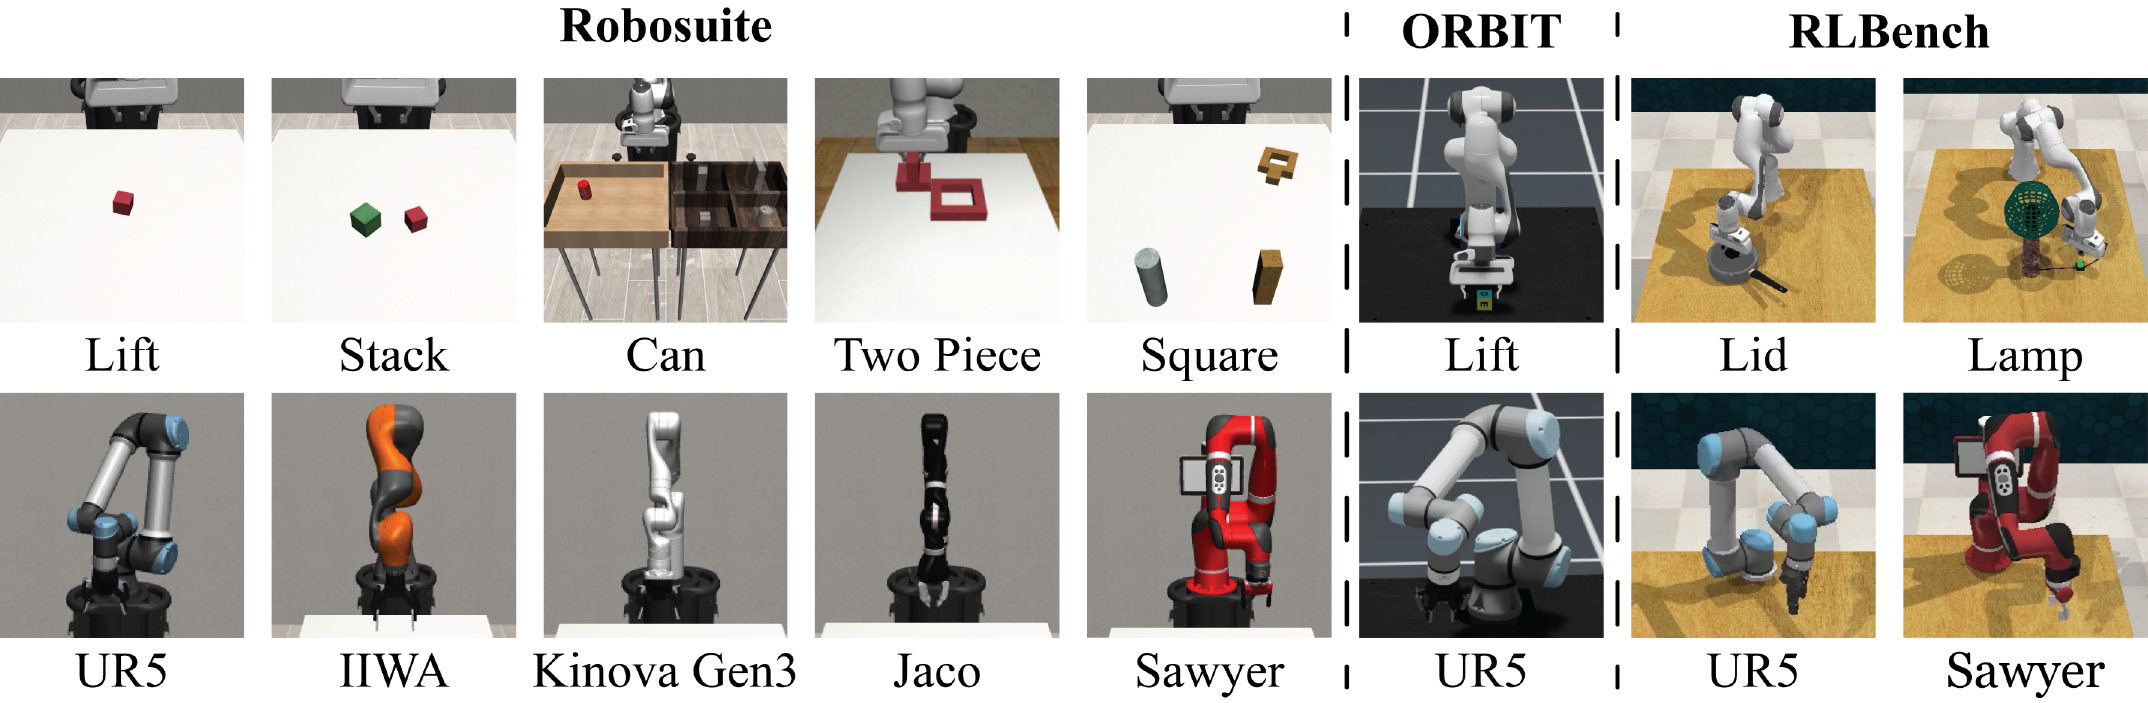 Robosuite
ORBIT
RLBench
Lift
Stack
Can
Two Piece
Square
Lift
Lid
Lamp
UR5
IIWA
Kinova Gen3
Jaco
Sawyer
UR5
UR5
Sawyer